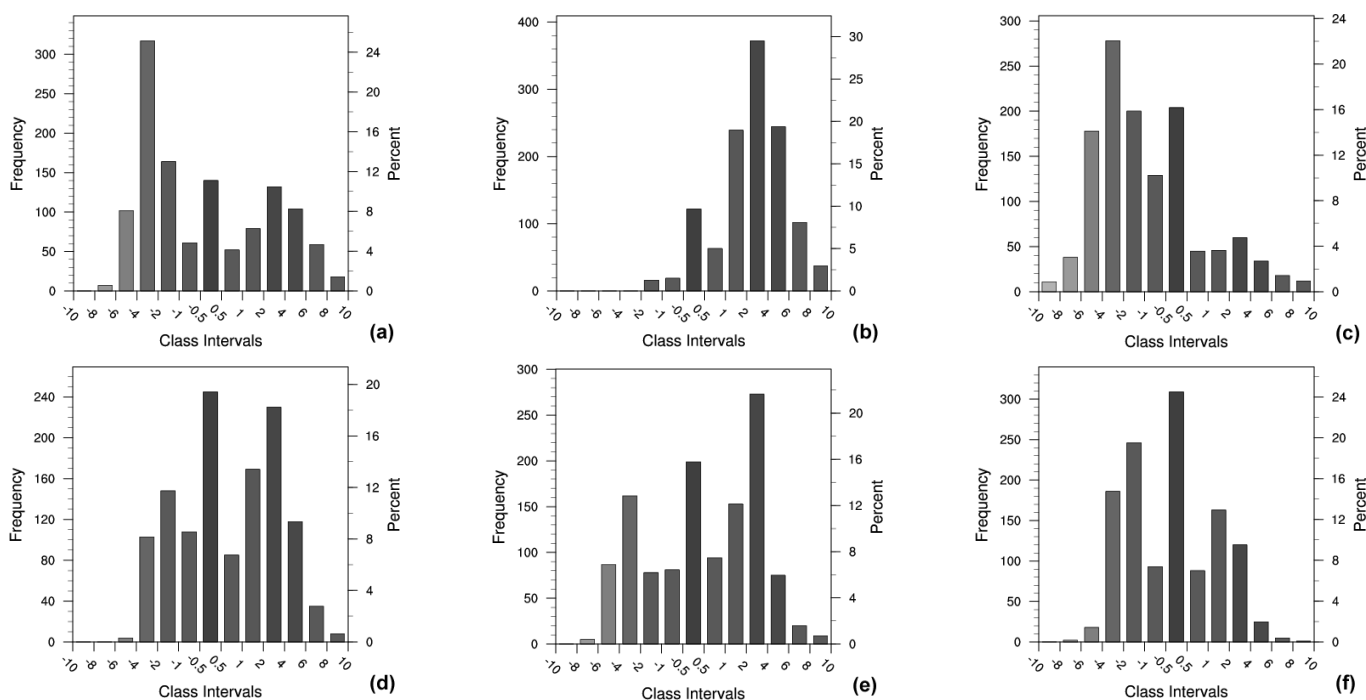 300
250
200
150
100
50
0
Frequency
24
20
16
12
8
4
0
Percent
-10 -8 -6 -4 -2 -1 -0.5 0.5 1 2 4 6 8 10
Class Intervals
(a)
400
300
200
100
0
Frequency
30
25
20
15
10
5
0
Percent
-10 -8 -6 -4 -2 -1 -0.5 0.5 1 2 4 6 8 10
Class Intervals
(b)
300
250
200
150
100
50
0
Frequency
24
20
16
12
8
4
0
Percent
-10 -8 -6 -4 -2 -1 -0.5 0.5 1 2 4 6 8 10
Class Intervals
(c)
240
200
160
120
80
40
0
Frequency
20
16
12
8
4
0
Percent
-10 -8 -6 -4 -2 -1 -0.5 0.5 1 2 4 6 8 10
Class Intervals
(d)
300
250
200
150
100
50
0
Frequency
20
16
12
8
4
0
Percent
-10 -8 -6 -4 -2 -1 -0.5 0.5 1 2 4 6 8 10
Class Intervals
(e)
300
250
200
150
100
50
0
Frequency
24
20
16
12
8
4
0
Percent
-10 -8 -6 -4 -2 -1 -0.5 0.5 1 2 4 6 8 10
Class Intervals
(f)